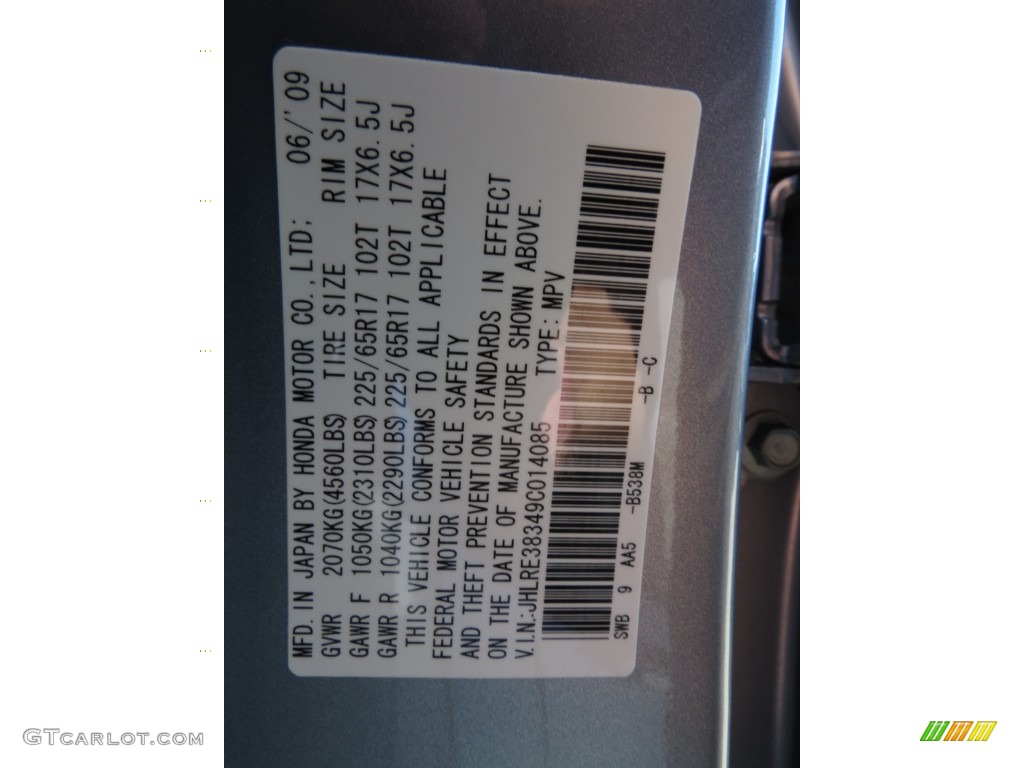 MFD. IN JAPAN BY HONDA MOTOR CO.,LTD; 06/'09
GVWR 2070KG(4560LBS) TIRE SIZE RIM SIZE
GAWR F 1050KG(2310LBS) 225/65R17 102T 17X6.5J
GAWR R 1040KG(2290LBS) 225/65R17 102T 17X6.5J
THIS VEHICLE CONFORMS TO ALL APPLICABLE
FEDERAL MOTOR VEHICLE SAFETY
AND THEFT PREVENTION STANDARDS IN EFFECT
ON THE DATE OF MANUFACTURE SHOWN ABOVE.
V.I.N.:JHLRE38349C014085 TYPE: MPV
SWB 9 AA5 -B538M -B -C
GTCARLOT.COM